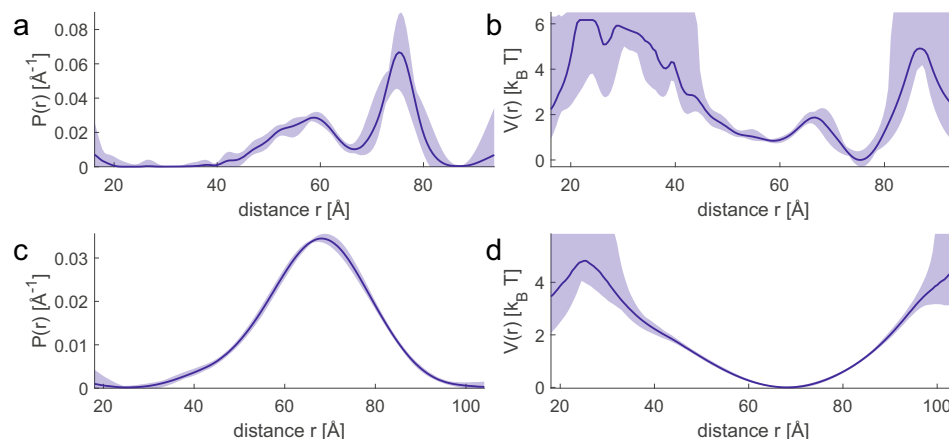 a
0.08
0.06
0.04
0.02
0
P(r) [Å⁻¹]
20 40 60 80
distance r [Å]
b
6
4
2
0
V(r) [k_B T]
20 40 60 80 100
distance r [Å]
c
0.03
0.02
0.01
0
P(r) [Å⁻¹]
20 40 60 80 100
distance r [Å]
d
4
2
0
V(r) [k_B T]
20 40 60 80 100
distance r [Å]